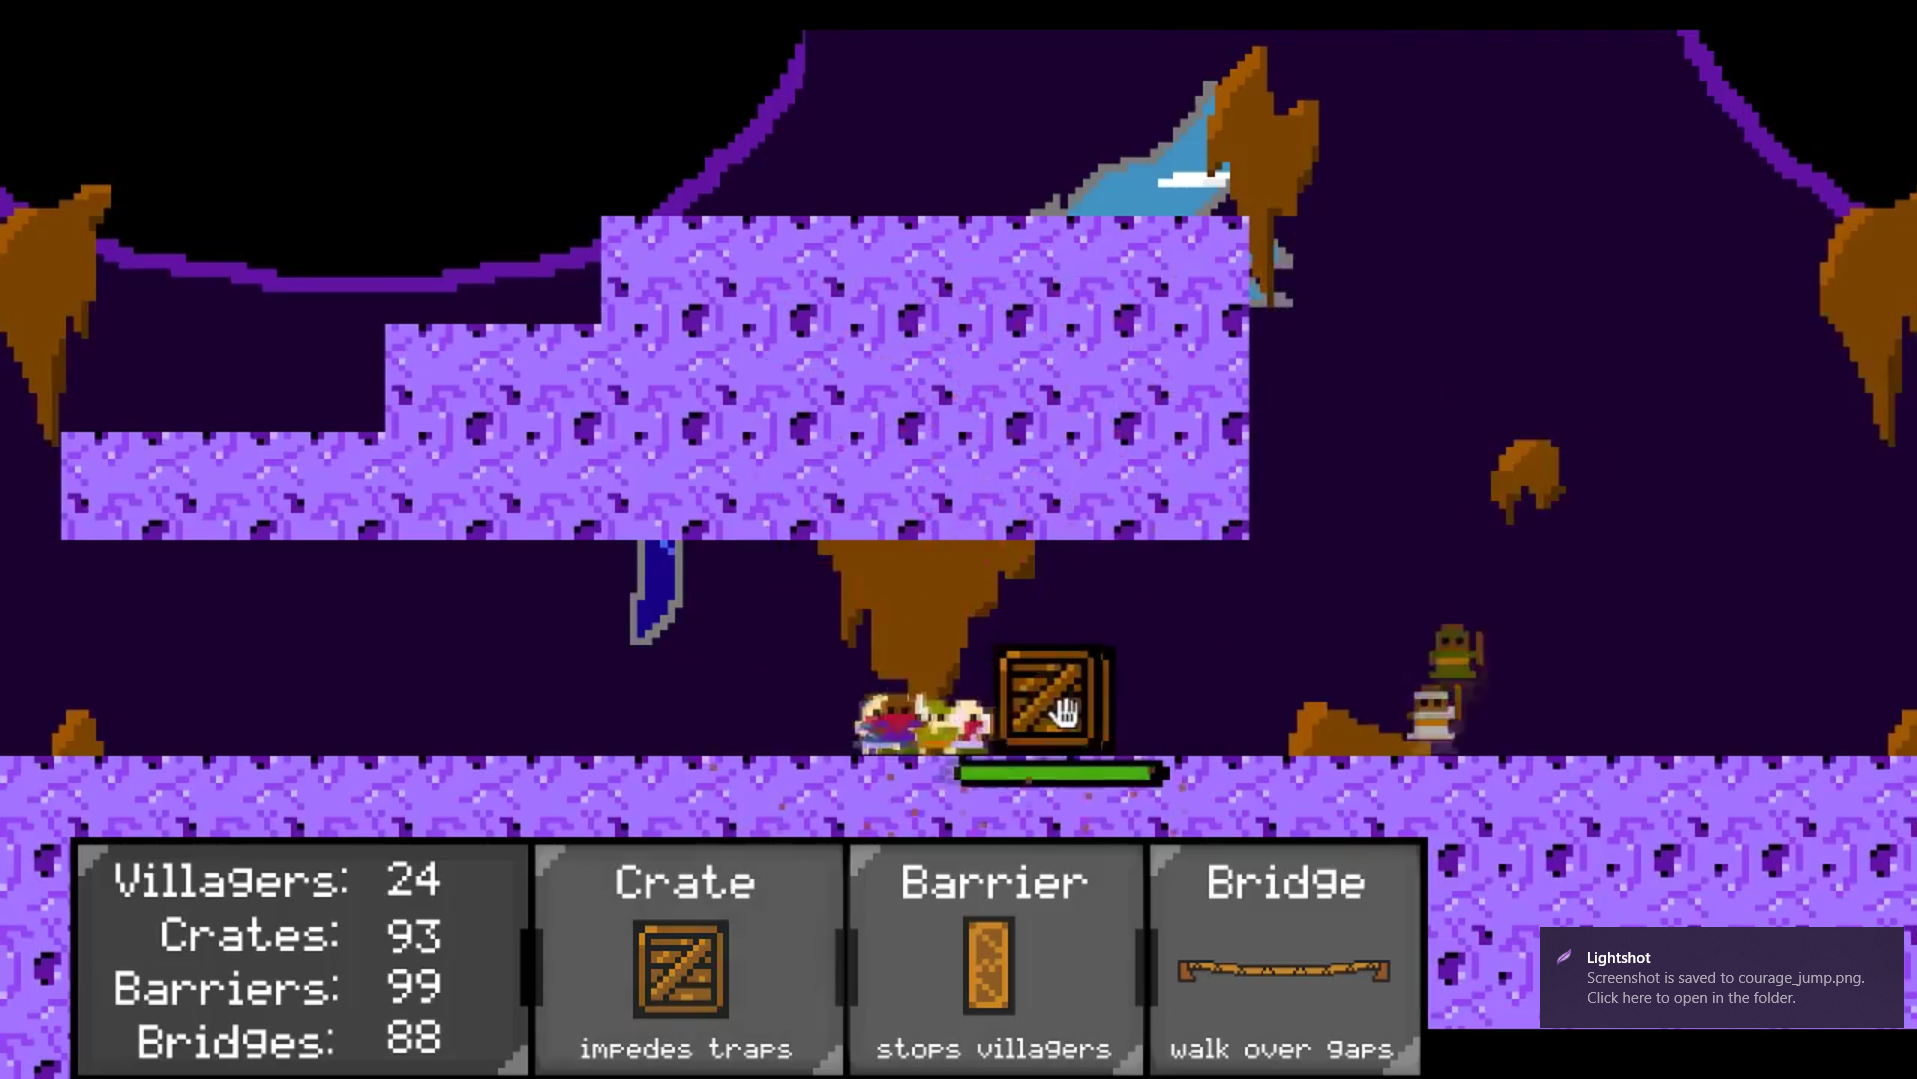 Villagers: 24
Crates: 93
Barriers: 99
Bridges: 88
Crate
impedes traps
Barrier
stops villagers
Bridge
walk over gaps
Lightshot
Screenshot is saved to courage_jump.png.
Click here to open in the folder.